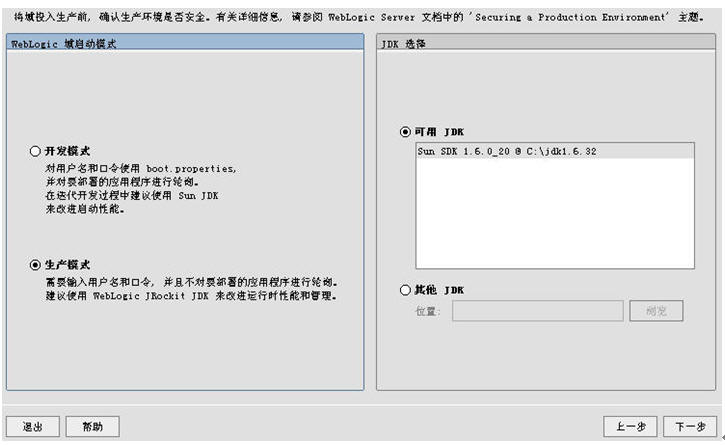 将域投入生产前, 确认生产环境是否安全。有关详细信息, 请参阅 WebLogic Server 文档中的 'Securing a Production Environment' 主题。
WebLogic 域启动模式
开发模式
对用户名和口令使用 boot.properties,
并对要部署的应用程序进行轮询。
在迭代开发过程中建议使用 Sun JDK
来改进启动性能。
生产模式
需要输入用户名和口令, 并且不对要部署的应用程序进行轮询。
建议使用 WebLogic JRockit JDK 来改进运行时性能和管理。
JDK 选择
可用 JDK
Sun SDK 1.6.0_20 @ C:\jdk1.6.32
其他 JDK
位置:
浏览
退出
帮助
上一步
下一步